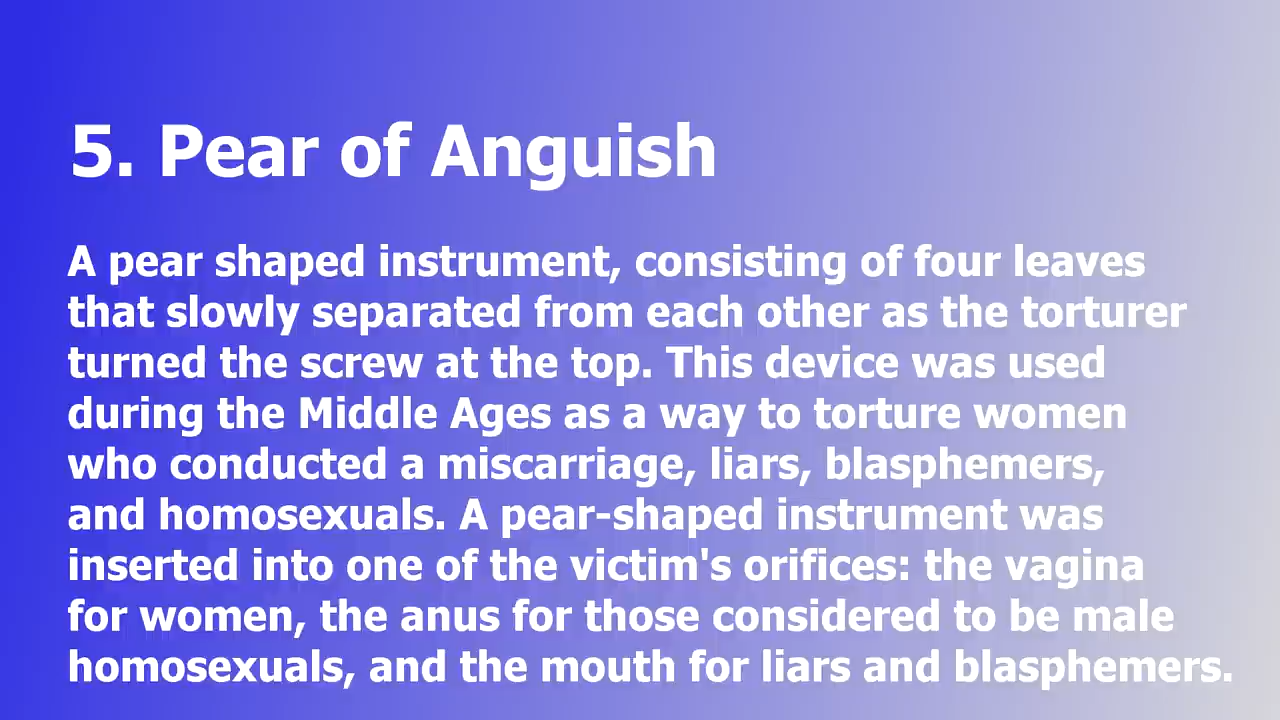 5. Pear of Anguish
A pear shaped instrument, consisting of four leaves
that slowly separated from each other as the torturer
turned the screw at the top. This device was used
during the Middle Ages as a way to torture women
who conducted a miscarriage, liars, blasphemers,
and homosexuals. A pear-shaped instrument was
inserted into one of the victim's orifices: the vagina
for women, the anus for those considered to be male
homosexuals, and the mouth for liars and blasphemers.